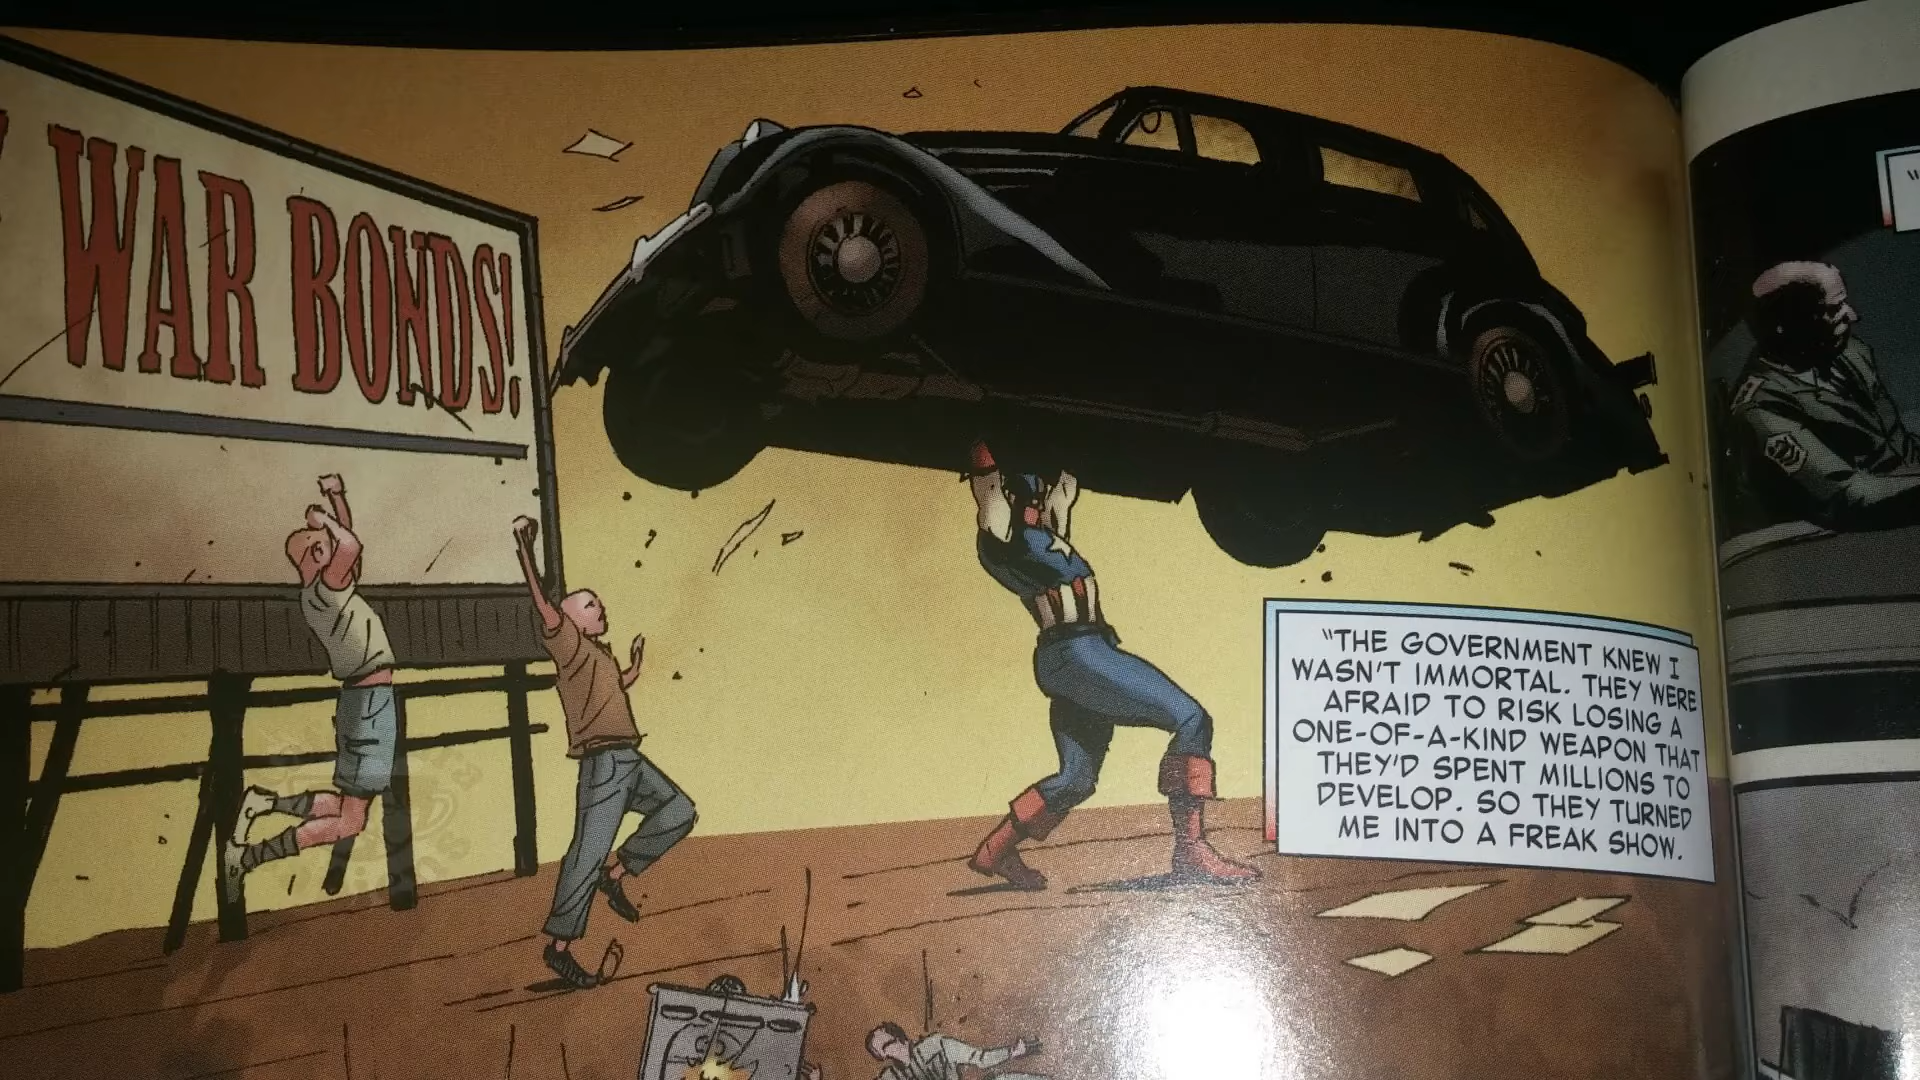 WAR BONDS!
"THE GOVERNMENT KNEW I
WASN'T IMMORTAL. THEY WERE
AFRAID TO RISK LOSING A
ONE-OF-A-KIND WEAPON THAT
THEY'D SPENT MILLIONS TO
DEVELOP. SO THEY TURNED
ME INTO A FREAK SHOW.